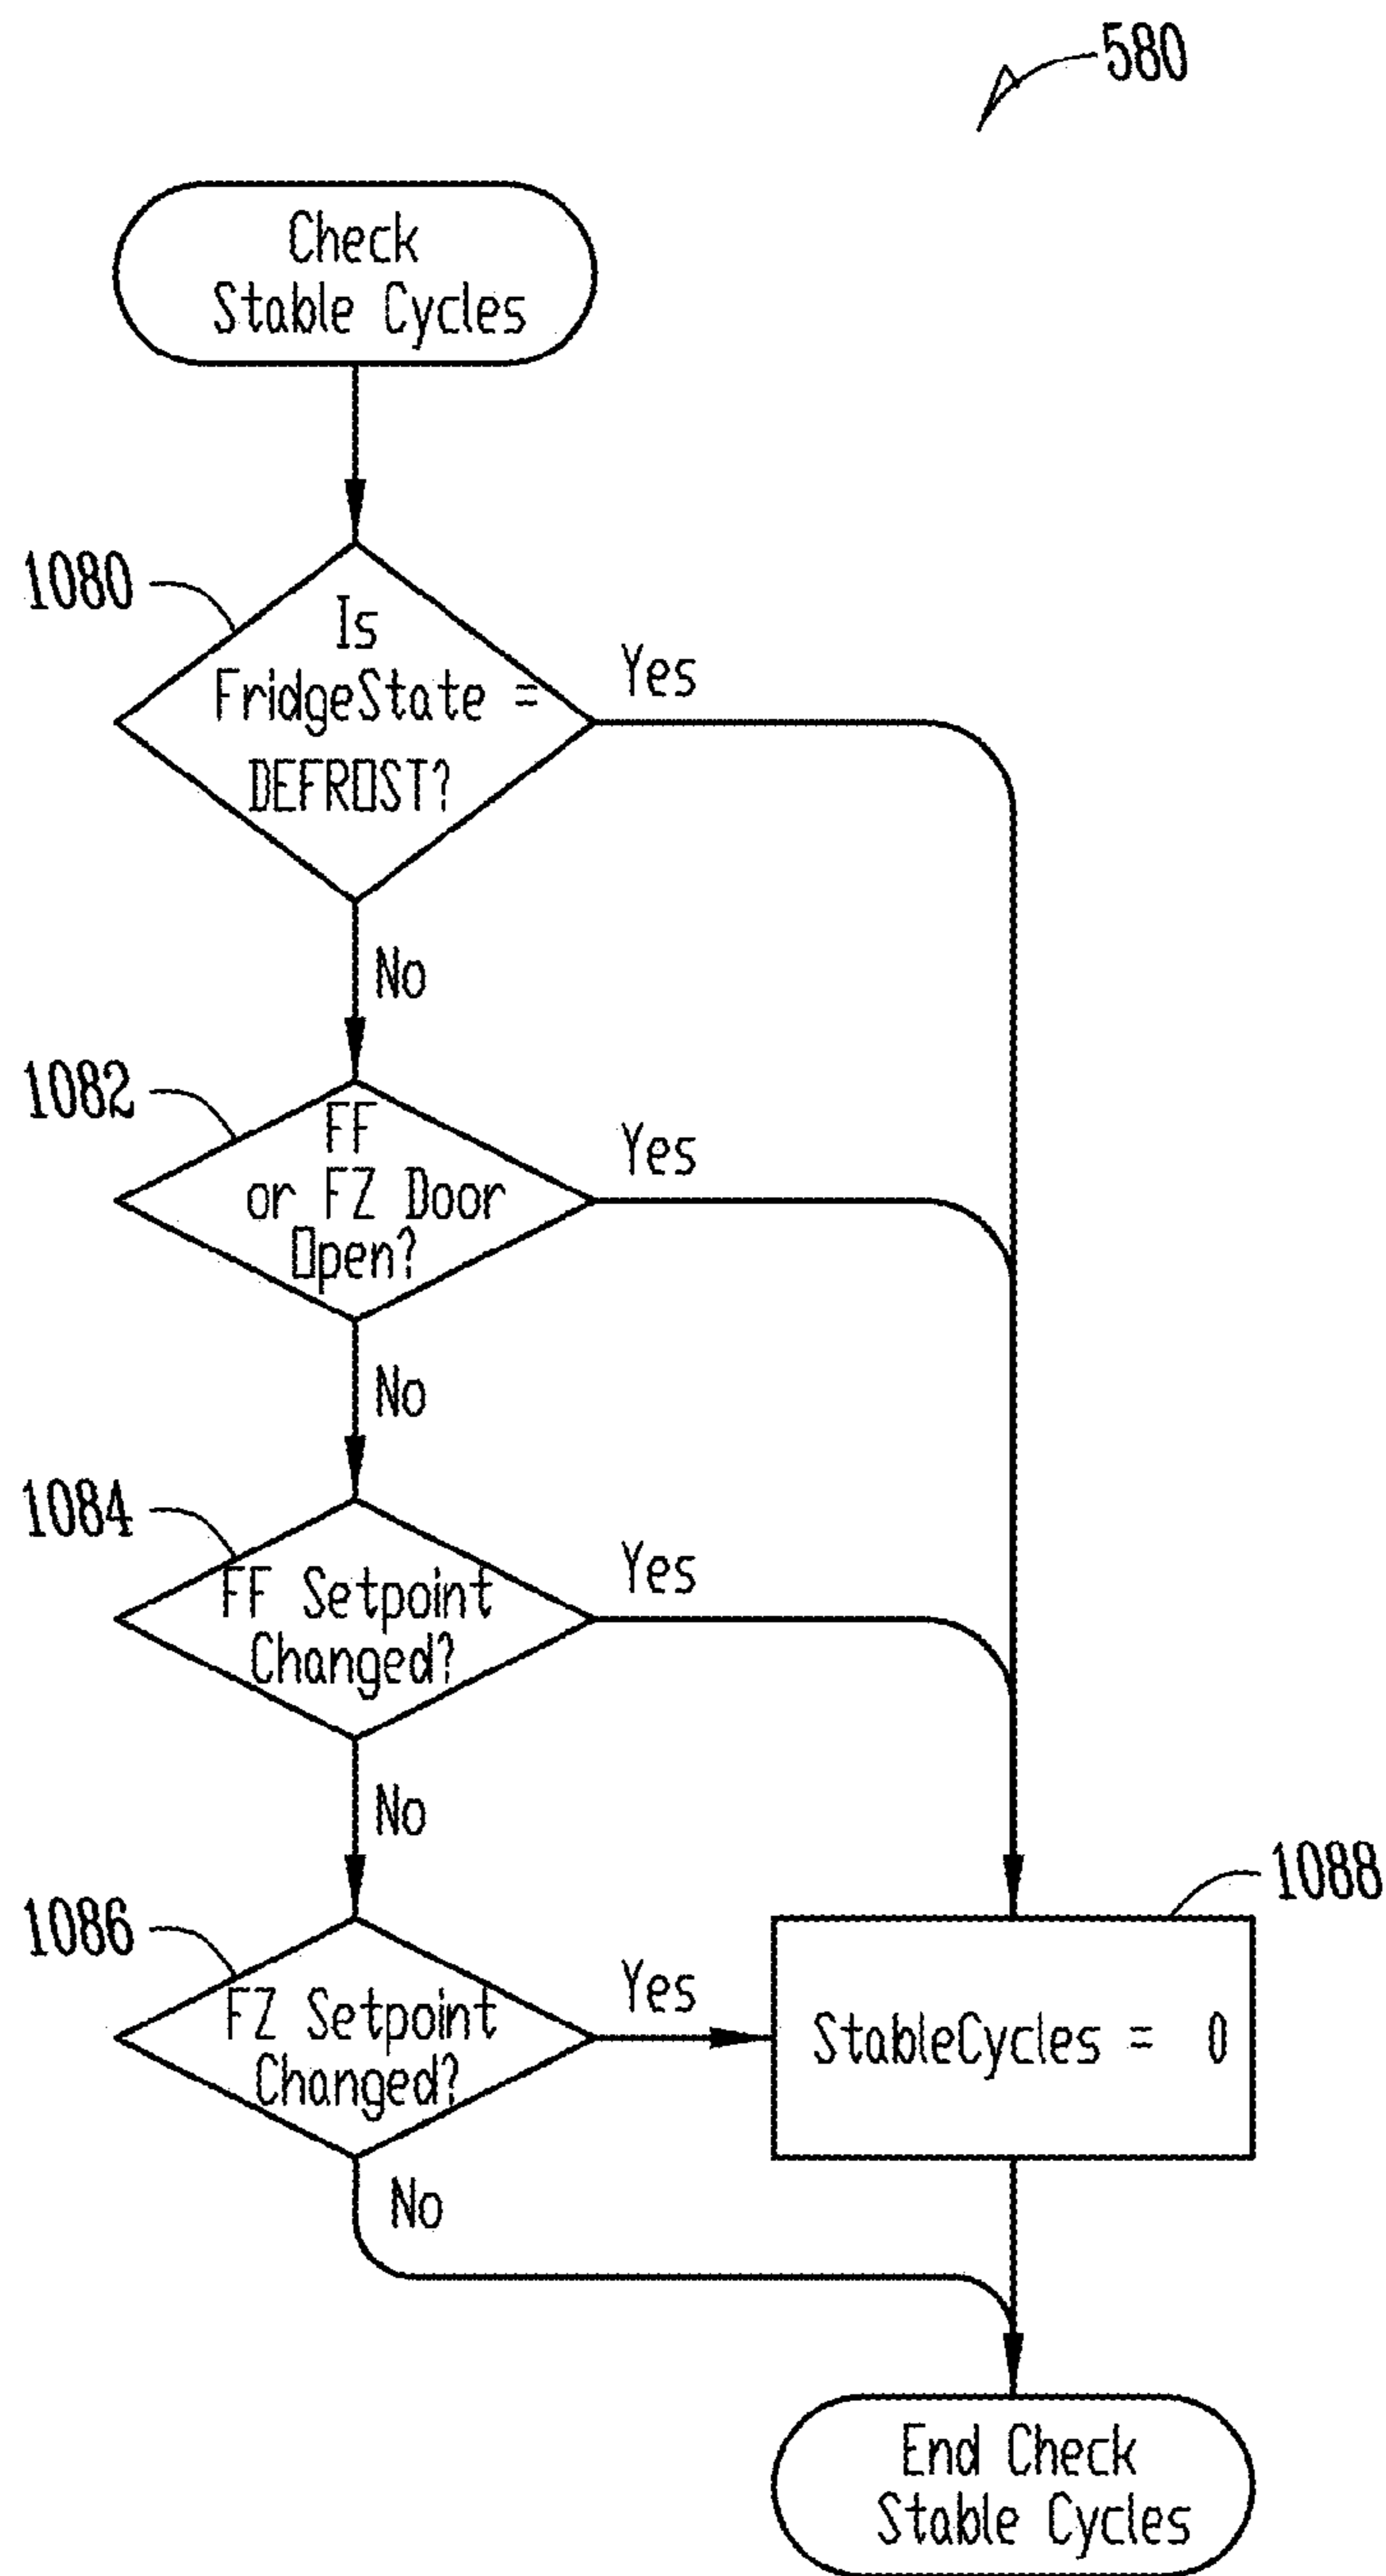 580
Check
Stable Cycles
1080
Is
FridgeState =
DEFROST?
Yes
No
1082
FF
or FZ Door
Open?
Yes
No
1084
FF Setpoint
Changed?
Yes
No
1086
FZ Setpoint
Changed?
Yes
No
1088
StableCycles = 0
End Check
Stable Cycles